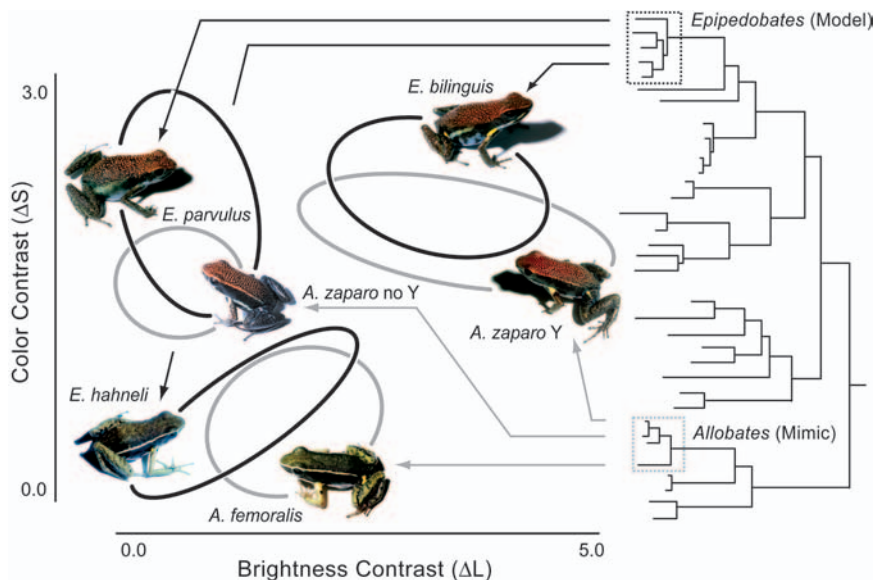 Epipedobates (Model)
E. bilinguis
3.0
E. parvulus
A. zaparo no Y
A. zaparo Y
Color Contrast (ΔS)
E. hahneli
Allobates (Mimic)
0.0
A. femoralis
0.0
5.0
Brightness Contrast (ΔL)